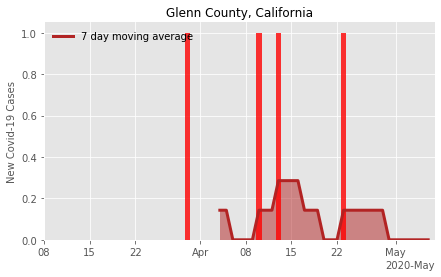 Glenn County, California
7 day moving average
New Covid-19 Cases
1.0
0.8
0.6
0.4
0.2
0.0
08 15 22 Apr 08 15 22 May
2020-May